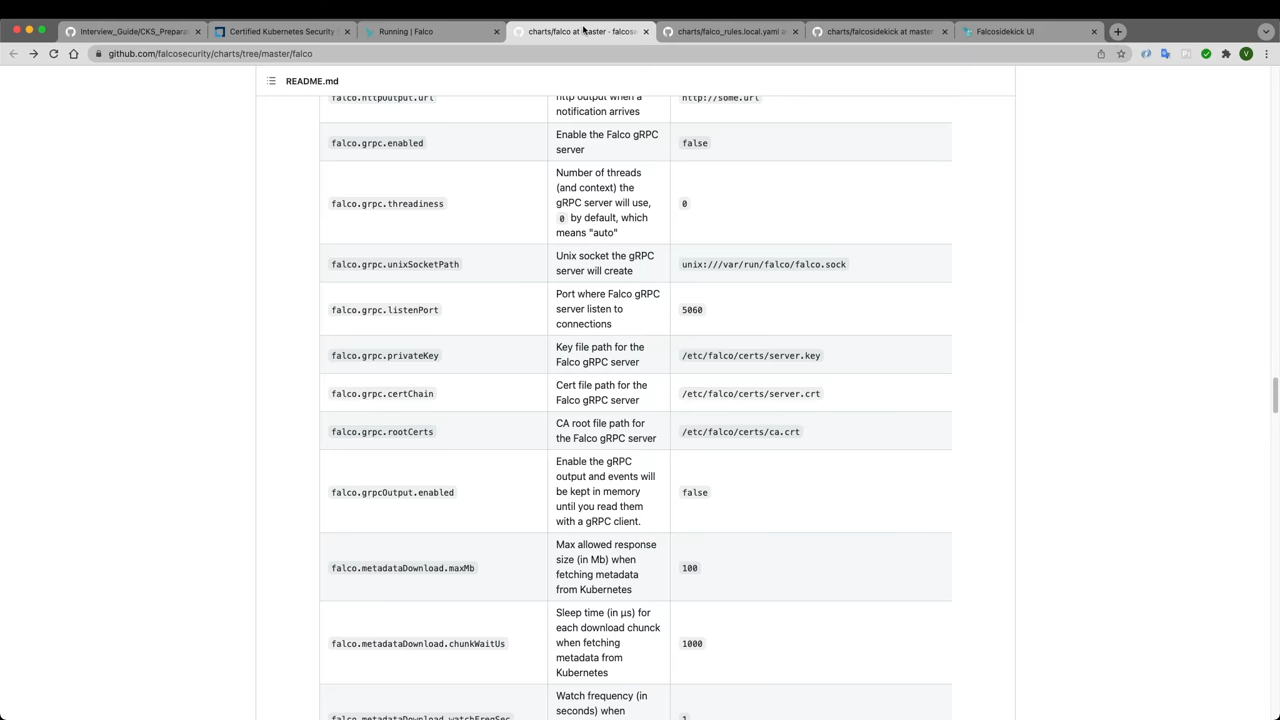 Interview_Guide/CKS_Preparat
Certified Kubernetes Security
Running | Falco
charts/falco at master · falcose
charts/falco_rules.local.yaml a
charts/falcosidekick at master
Falcosidekick UI
github.com/falcosecurity/charts/tree/master/falco
V
README.md
falco.httpOutput.url
http output when a
notification arrives
http://some.url
falco.grpc.enabled
Enable the Falco gRPC
server
false
falco.grpc.threadiness
Number of threads
(and context) the
gRPC server will use,
0 by default, which
means "auto"
0
falco.grpc.unixSocketPath
Unix socket the gRPC
server will create
unix:///var/run/falco/falco.sock
falco.grpc.listenPort
Port where Falco gRPC
server listen to
connections
5060
falco.grpc.privateKey
Key file path for the
Falco gRPC server
/etc/falco/certs/server.key
falco.grpc.certChain
Cert file path for the
Falco gRPC server
/etc/falco/certs/server.crt
falco.grpc.rootCerts
CA root file path for
the Falco gRPC server
/etc/falco/certs/ca.crt
falco.grpcOutput.enabled
Enable the gRPC
output and events will
be kept in memory
until you read them
with a gRPC client.
false
falco.metadataDownload.maxMb
Max allowed response
size (in Mb) when
fetching metadata
from Kubernetes
100
falco.metadataDownload.chunkWaitUs
Sleep time (in μs) for
each download chunck
when fetching
metadata from
Kubernetes
1000
falco.metadataDownload.watchFreqSec
Watch frequency (in
seconds) when
1